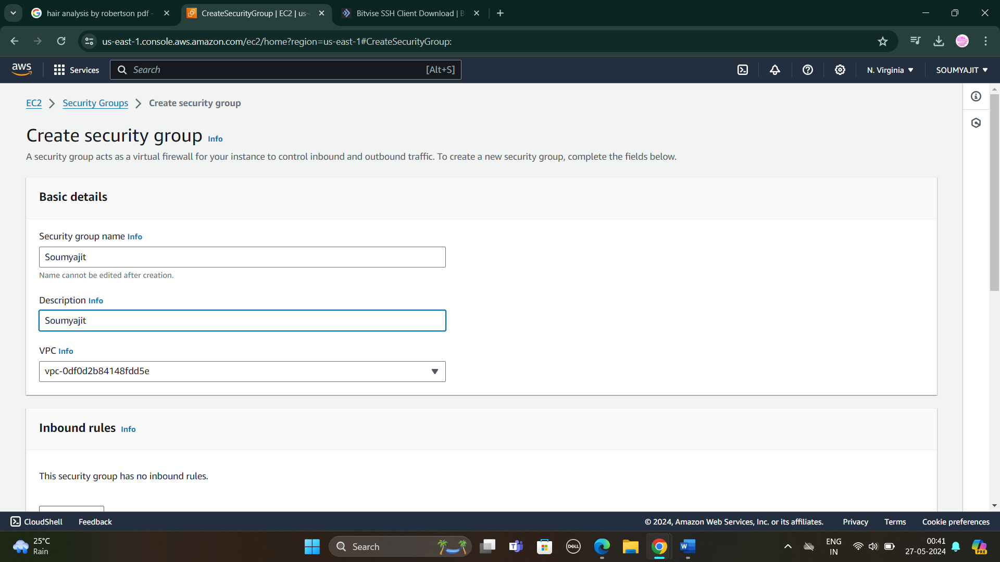 hair analysis by robertson pdf -
CreateSecurityGroup | EC2 | us-
Bitvise SSH Client Download | B
us-east-1.console.aws.amazon.com/ec2/home?region=us-east-1#CreateSecurityGroup:
aws
Services
Search
[Alt+S]
N. Virginia
SOUMYAJIT
EC2
Security Groups
Create security group
Create security group Info
A security group acts as a virtual firewall for your instance to control inbound and outbound traffic. To create a new security group, complete the fields below.
Basic details
Security group name Info
Soumyajit
Name cannot be edited after creation.
Description Info
Soumyajit
VPC Info
vpc-0df0d2b84148fdd5e
Inbound rules Info
This security group has no inbound rules.
CloudShell
Feedback
© 2024, Amazon Web Services, Inc. or its affiliates.
Privacy
Terms
Cookie preferences
25°C
Rain
Search
DELL
ENG
IN
00:41
27-05-2024
PRE